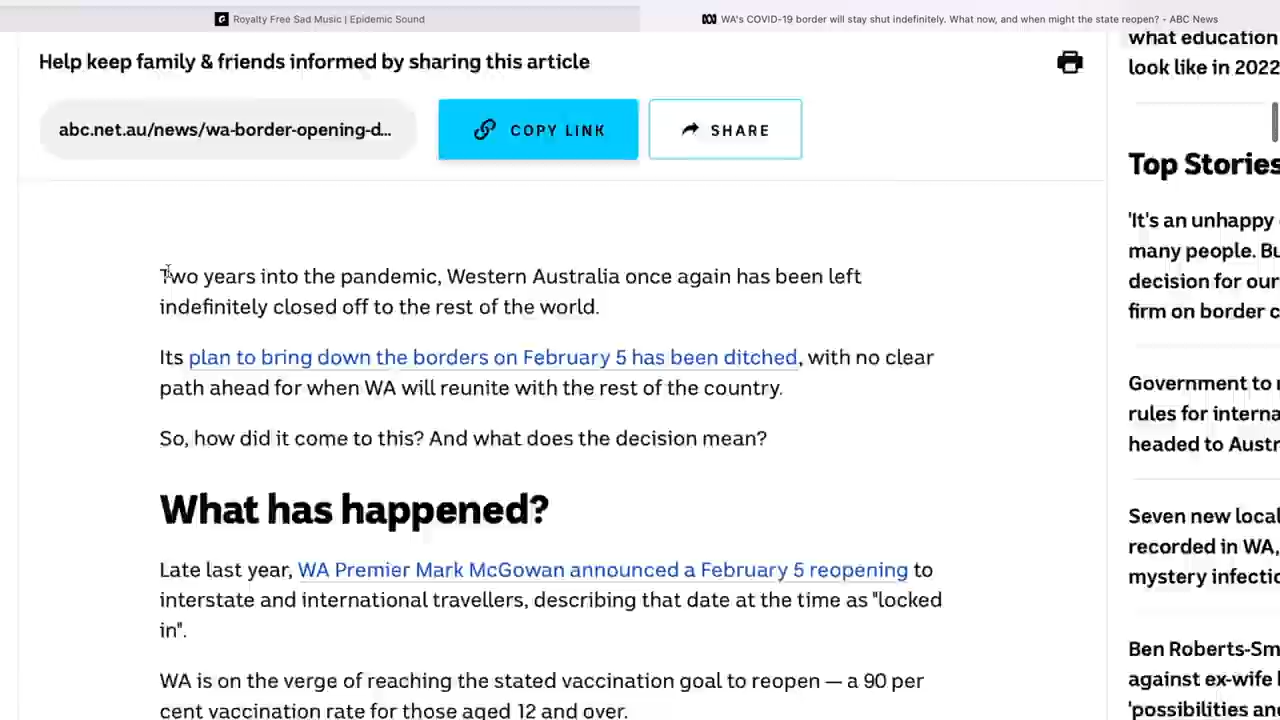 Royalty Free Sad Music | Epidemic Sound
WA's COVID-19 border will stay shut indefinitely. What now, and when might the state reopen? - ABC News
Help keep family & friends informed by sharing this article
abc.net.au/news/wa-border-opening-d...
COPY LINK
SHARE
Two years into the pandemic, Western Australia once again has been left
indefinitely closed off to the rest of the world.
Its plan to bring down the borders on February 5 has been ditched, with no clear
path ahead for when WA will reunite with the rest of the country.
So, how did it come to this? And what does the decision mean?
What has happened?
Late last year, WA Premier Mark McGowan announced a February 5 reopening to
interstate and international travellers, describing that date at the time as "locked
in".
WA is on the verge of reaching the stated vaccination goal to reopen — a 90 per
cent vaccination rate for those aged 12 and over.
what education
look like in 2022
Top Stories
'It's an unhappy
many people. Bu
decision for our
firm on border c
Government to
rules for interna
headed to Austr
Seven new local
recorded in WA,
mystery infectio
Ben Roberts-Sm
against ex-wife
'possibilities and